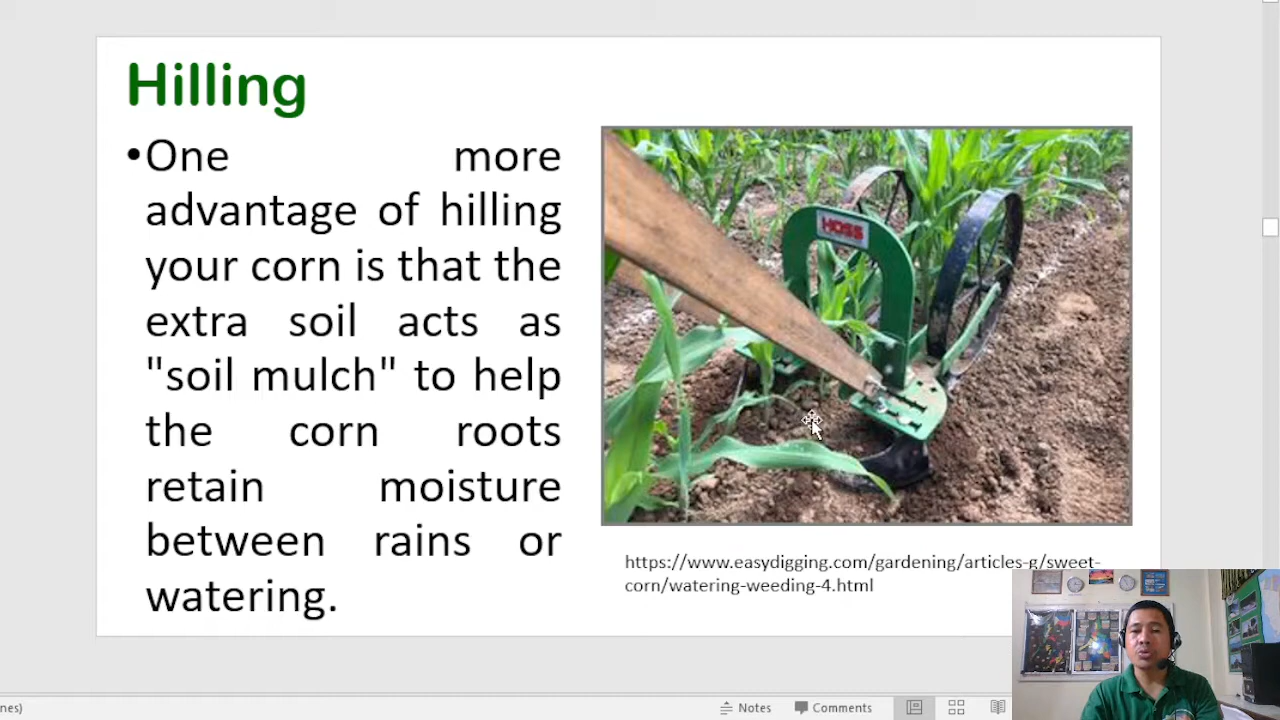 Hilling
•One more
advantage of hilling
your corn is that the
extra soil acts as
"soil mulch" to help
the corn roots
retain moisture
between rains or
watering.
HOSS
https://www.easydigging.com/gardening/articles-g/sweet-
corn/watering-weeding-4.html
nes)
Notes
Comments